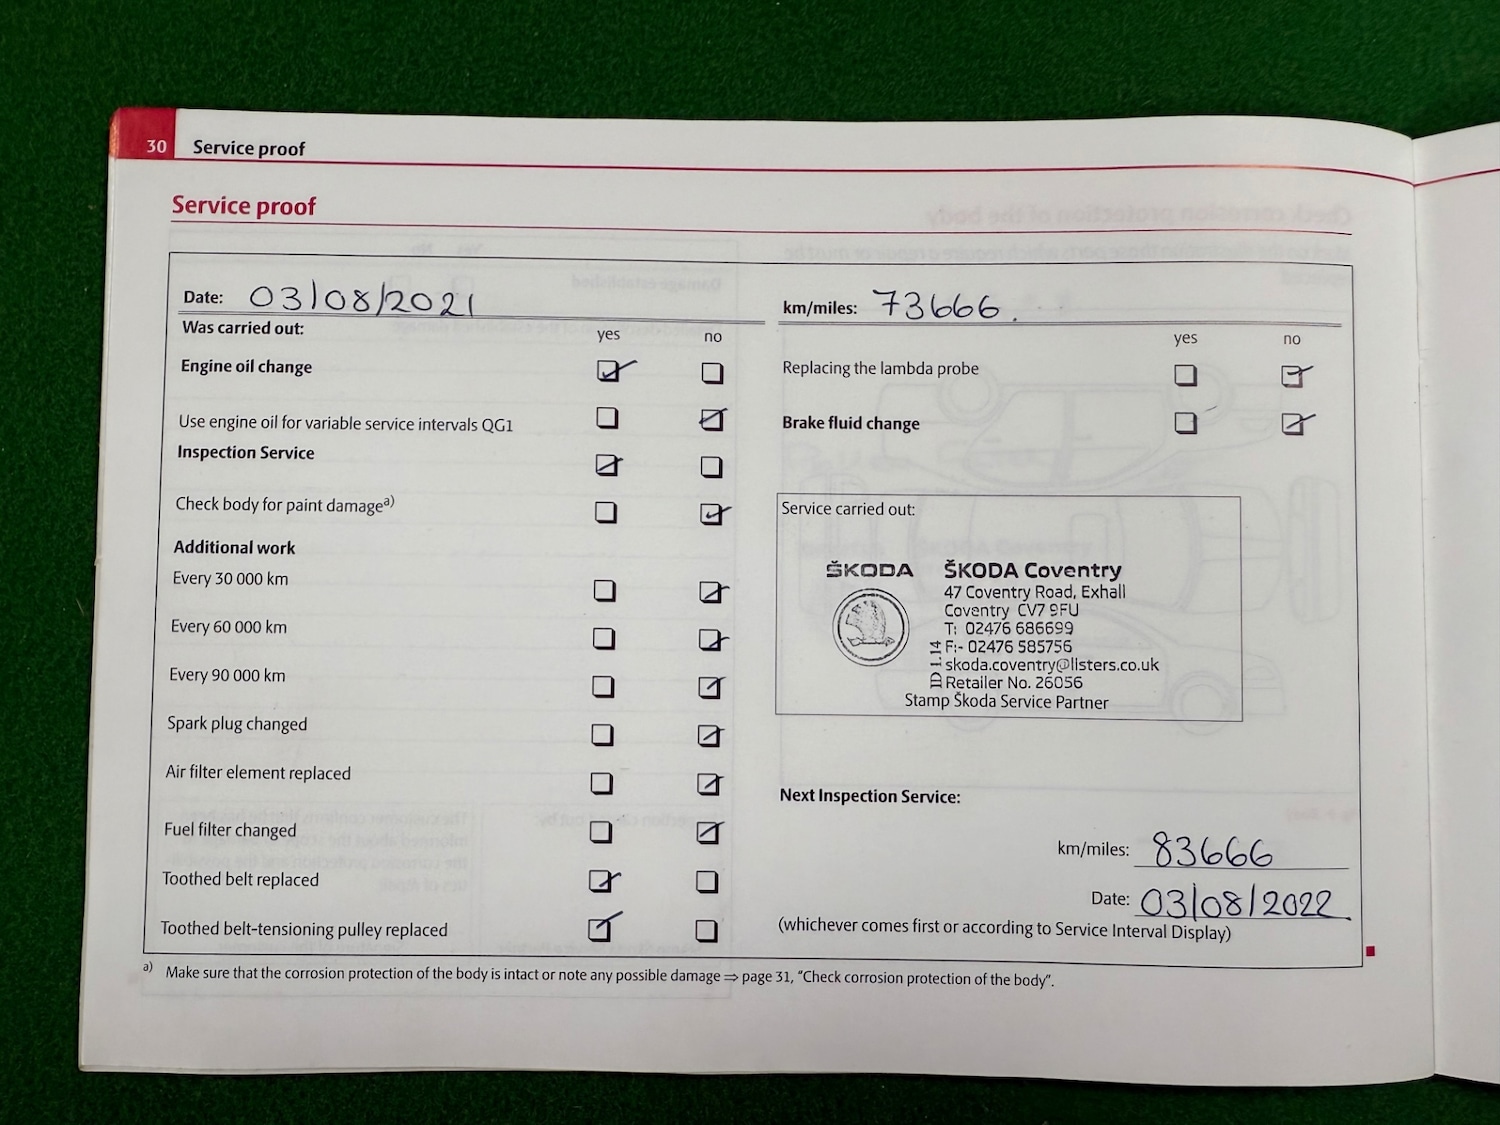 30 Service proof
Service proof
Date: 03/08/2021
Was carried out:
yes no
Engine oil change
Use engine oil for variable service intervals QG1
Inspection Service
Check body for paint damage a)
Additional work
Every 30 000 km
Every 60 000 km
Every 90 000 km
Spark plug changed
Air filter element replaced
Fuel filter changed
Toothed belt replaced
Toothed belt-tensioning pulley replaced
km/miles: 73666.
yes no
Replacing the lambda probe
Brake fluid change
Service carried out:
ŠKODA
ŠKODA Coventry
47 Coventry Road, Exhall
Coventry CV7 9FU
T: 02476 686699
F:- 02476 585756
skoda.coventry@listers.co.uk
Retailer No. 26056
ID 1.14
Stamp Škoda Service Partner
Next Inspection Service:
km/miles: 83666
Date: 03/08/2022
(whichever comes first or according to Service Interval Display)
a) Make sure that the corrosion protection of the body is intact or note any possible damage ⇒ page 31, "Check corrosion protection of the body".